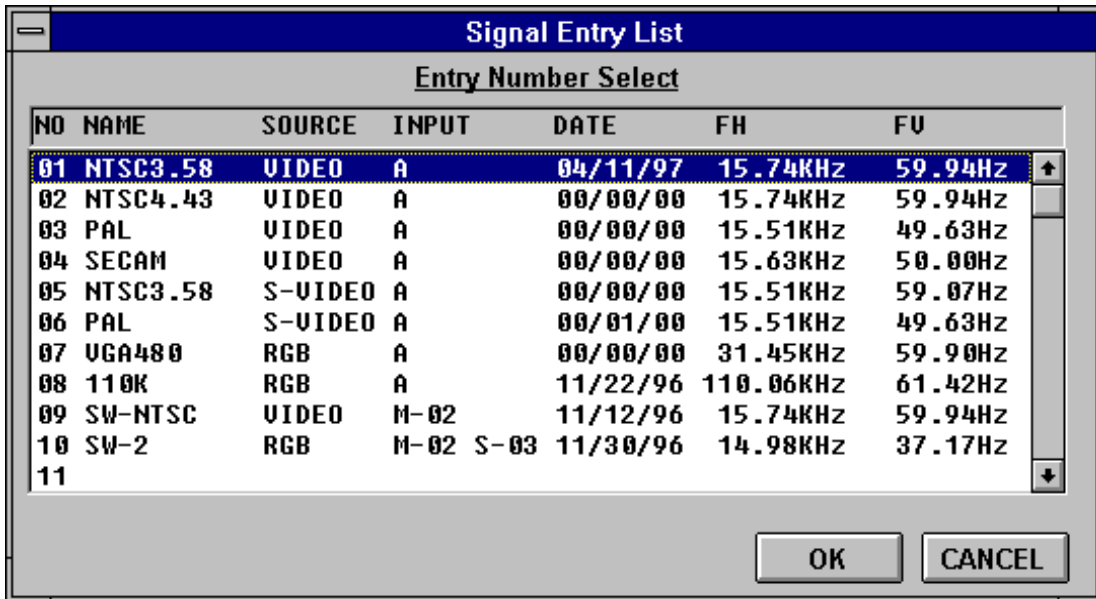 Signal Entry List
Entry Number Select
NO NAME SOURCE INPUT DATE FH FV
01 NTSC3.58 VIDEO A 04/11/97 15.74KHz 59.94Hz
02 NTSC4.43 VIDEO A 00/00/00 15.74KHz 59.94Hz
03 PAL VIDEO A 00/00/00 15.51KHz 49.63Hz
04 SECAM VIDEO A 00/00/00 15.63KHz 50.00Hz
05 NTSC3.58 S-VIDEO A 00/00/00 15.51KHz 59.07Hz
06 PAL S-VIDEO A 00/01/00 15.51KHz 49.63Hz
07 VGA480 RGB A 00/00/00 31.45KHz 59.90Hz
08 110K RGB A 11/22/96 110.06KHz 61.42Hz
09 SW-NTSC VIDEO M-02 11/12/96 15.74KHz 59.94Hz
10 SW-2 RGB M-02 S-03 11/30/96 14.98KHz 37.17Hz
11
OK CANCEL